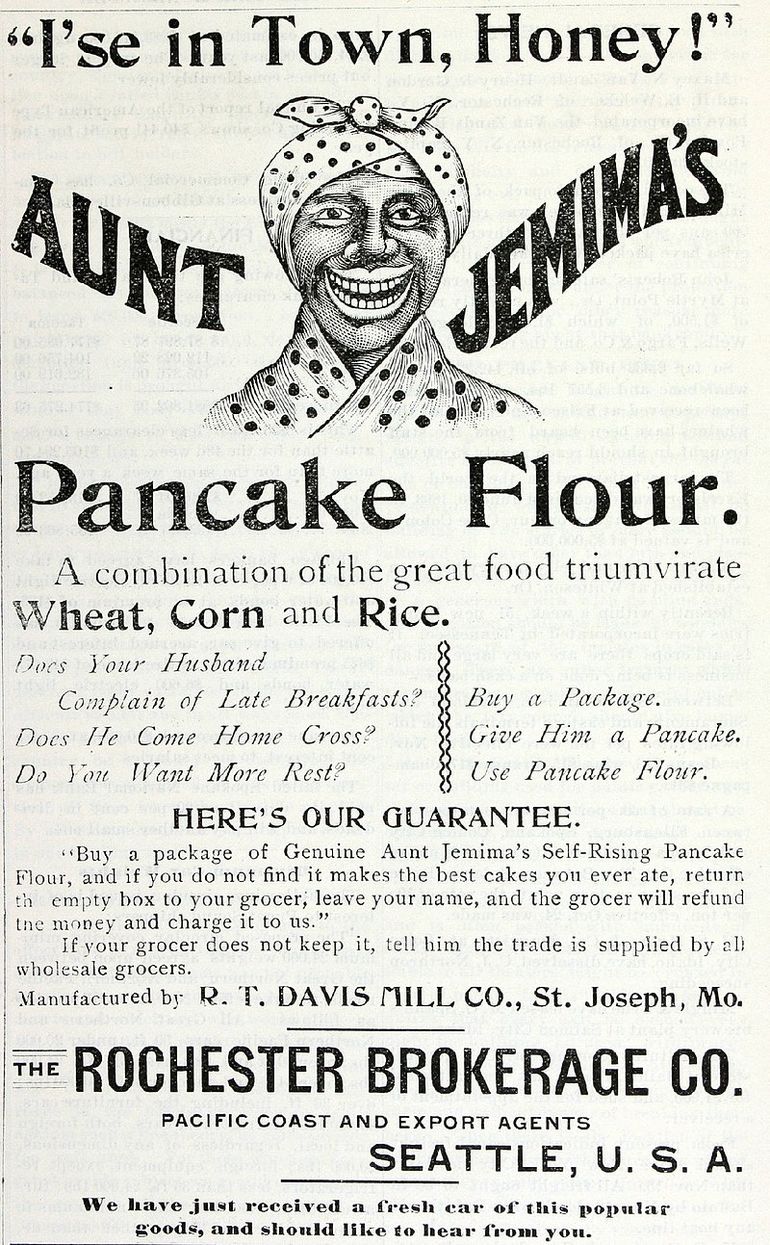 “I'se in Town, Honey!”
AUNT JEMIMA'S
Pancake Flour.
A combination of the great food triumvirate
Wheat, Corn and Rice.
Does Your Husband
Complain of Late Breakfasts? Buy a Package.
Does He Come Home Cross? Give Him a Pancake.
Do You Want More Rest? Use Pancake Flour.
HERE'S OUR GUARANTEE.
“Buy a package of Genuine Aunt Jemima's Self-Rising Pancake
Flour, and if you do not find it makes the best cakes you ever ate, return
th empty box to your grocer, leave your name, and the grocer will refund
the money and charge it to us.”
If your grocer does not keep it, tell him the trade is supplied by all
wholesale grocers.
Manufactured by R. T. DAVIS MILL CO., St. Joseph, Mo.
THE ROCHESTER BROKERAGE CO.
PACIFIC COAST AND EXPORT AGENTS
SEATTLE, U. S. A.
We have just received a fresh car of this popular
goods, and should like to hear from you.